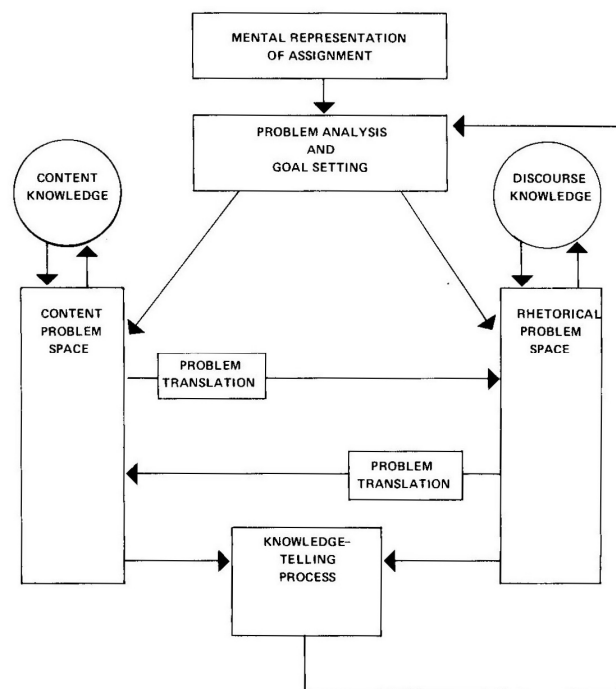 MENTAL REPRESENTATION
OF ASSIGNMENT
PROBLEM ANALYSIS
AND
GOAL SETTING
CONTENT
KNOWLEDGE
DISCOURSE
KNOWLEDGE
CONTENT
PROBLEM
SPACE
RHETORICAL
PROBLEM
SPACE
PROBLEM
TRANSLATION
PROBLEM
TRANSLATION
KNOWLEDGE-
TELLING
PROCESS